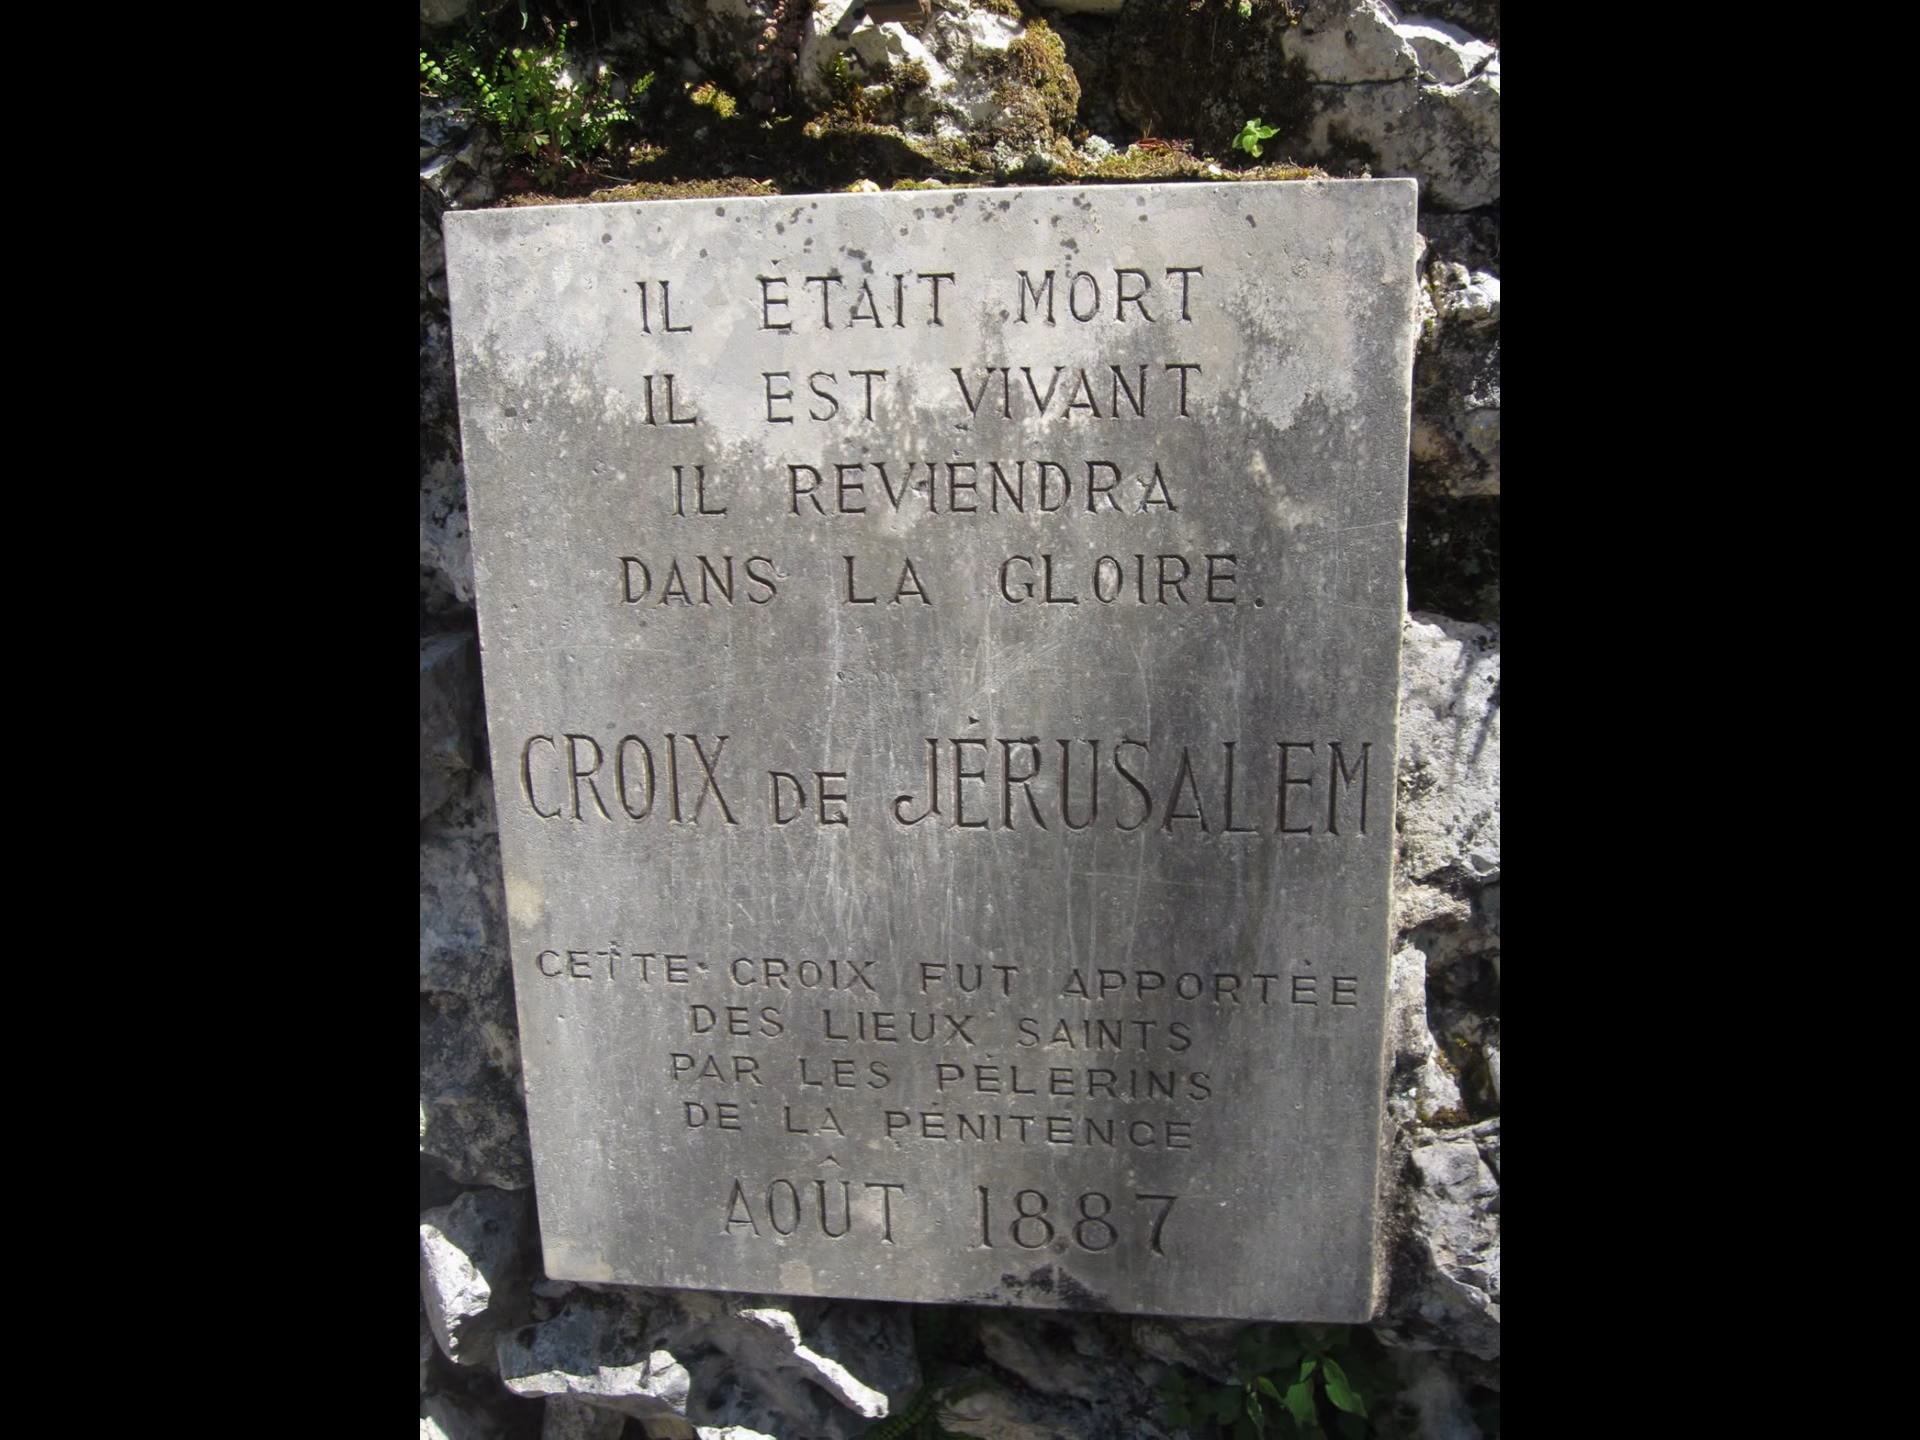 IL ÉTAIT MORT
IL EST VIVANT
IL REVIENDRA
DANS LA GLOIRE.
CROIX DE JÉRUSALEM
CETTE CROIX FUT APPORTÉE
DES LIEUX SAINTS
PAR LES PÉLERINS
DE LA PÉNITENCE
AOÛT 1887